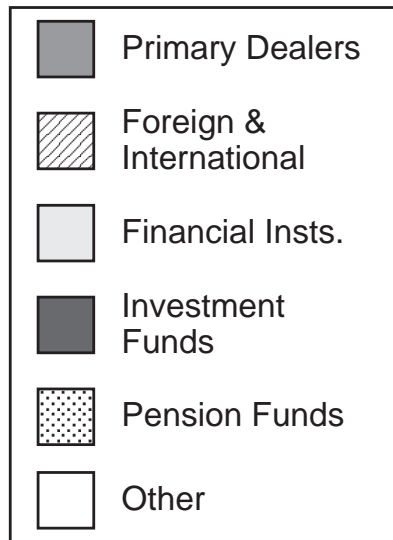 Primary Dealers
Foreign &
International
Financial Insts.
Investment
Funds
Pension Funds
Other